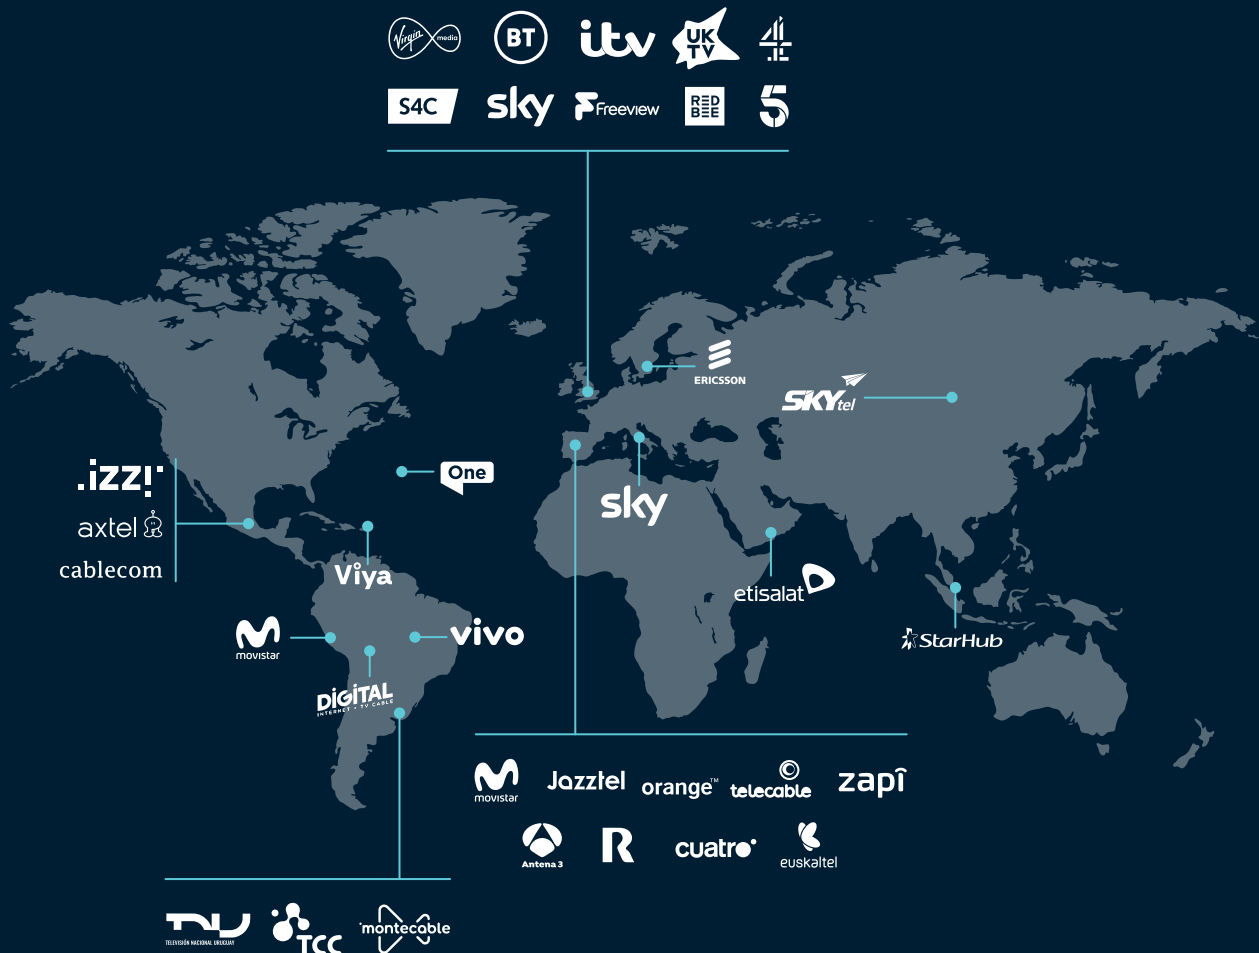 Virgin media
BT
itv
UK TV
4
S4C
sky
Freeview
RED BEE
5
ERICSSON
SKYtel
.izzi
One
axtel
sky
cablecom
Viya
etisalat
movistar
vivo
StarHub
DIGITAL
INTERNET • TV CABLE
movistar
Jazztel
orange™
telecable
zapi
Antena 3
R
cuatro
euskaltel
TNU
TELEVISIÓN NACIONAL URUGUAY
TCC
montecable